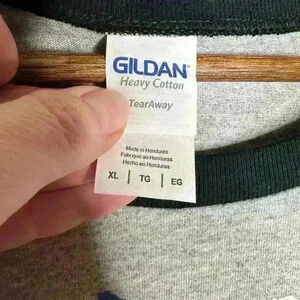 GILDAN
Heavy Cotton
TearAway
Made in Honduras
Fabriqué au Honduras
Hecho en Honduras
XL | TG | EG